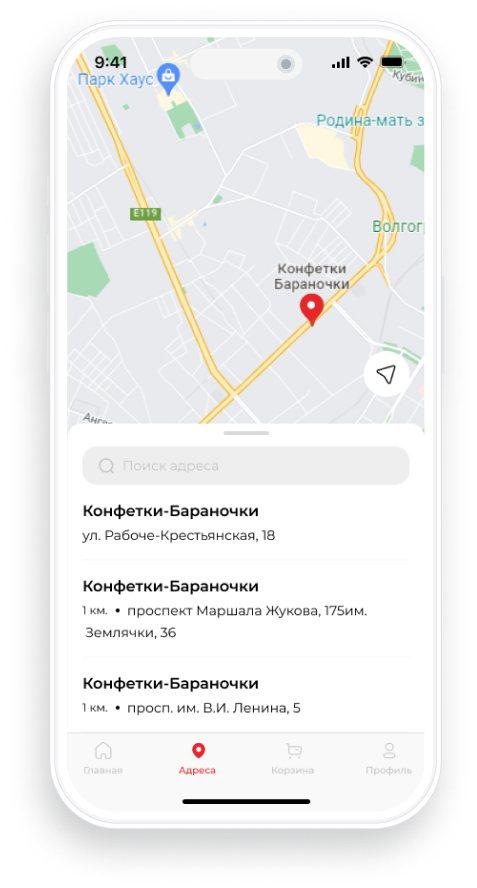 9:41
Парк Хаус
Кубин
Родина-мать з
E119
Волгог
Конфетки
Бараночки
Англ
Поиск адреса
Конфетки-Бараночки
ул. Рабоче-Крестьянская, 18
Конфетки-Бараночки
1 км. • проспект Маршала Жукова, 175им.
Землячки, 36
Конфетки-Бараночки
1 км. • просп. им. В.И. Ленина, 5
Главная Адреса Корзина Профиль